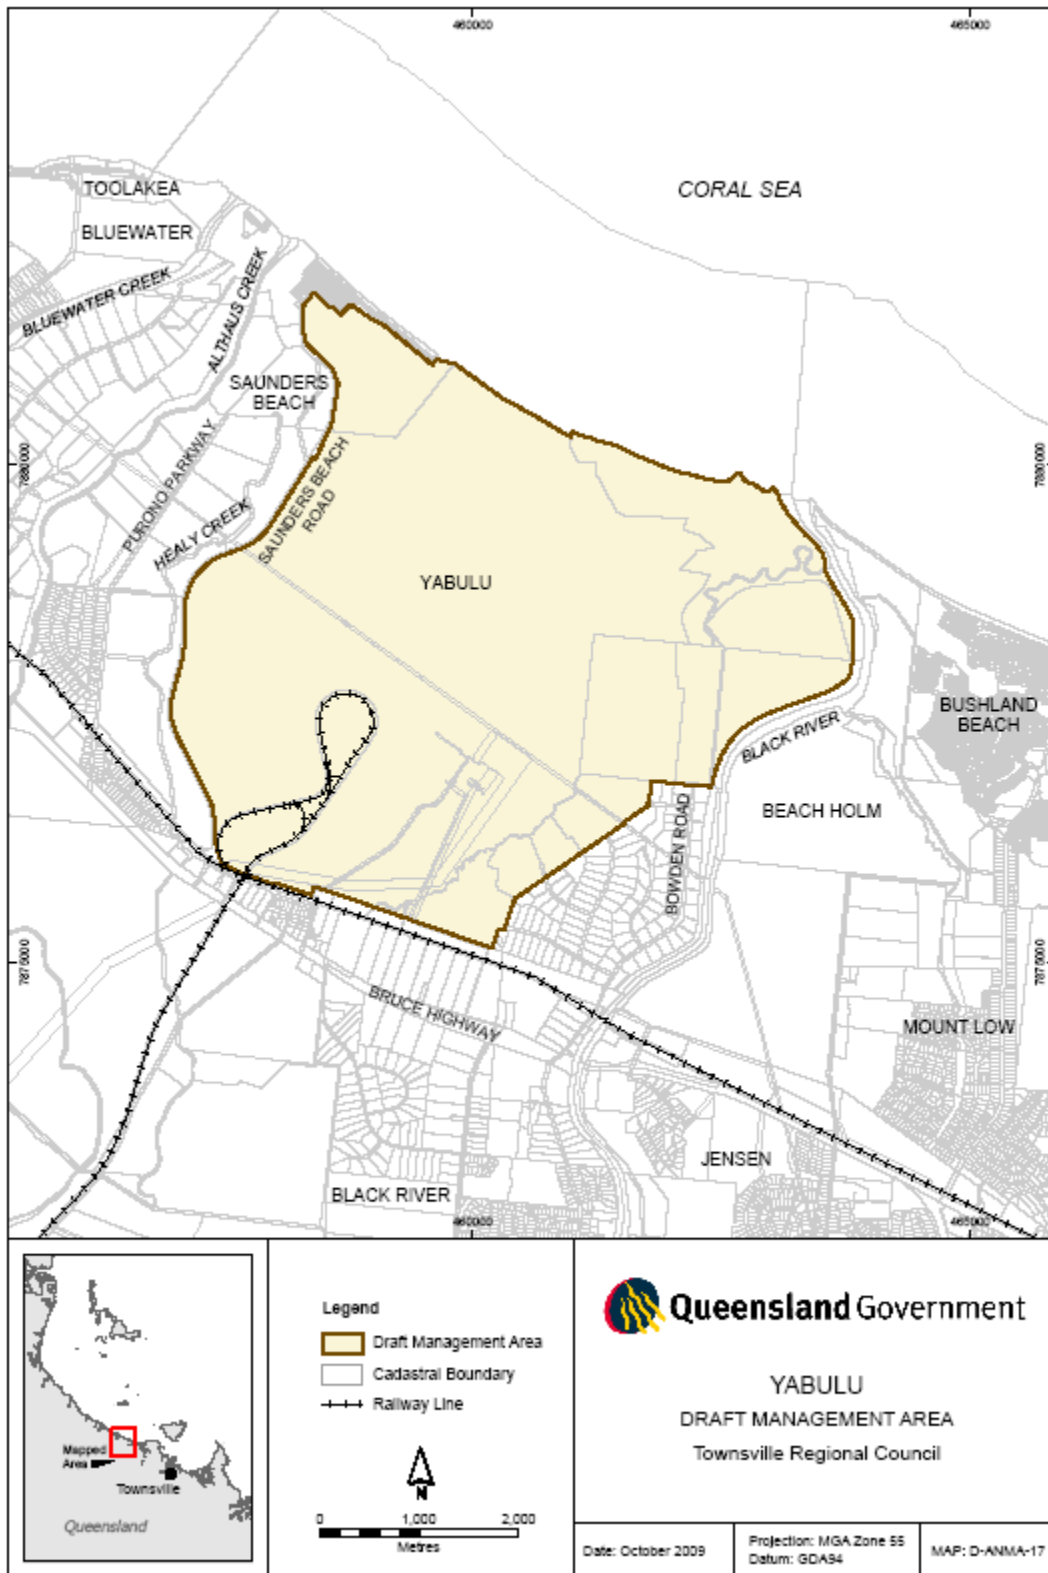 460000
465000
CORAL SEA
TOOLAKEA
BLUEWATER
BLUEWATER CREEK
ALTHAUS CREEK
SAUNDERS
BEACH
PURONO PARKWAY
SAUNDERS BEACH
ROAD
HEALY CREEK
7880000
7880000
YABULU
BUSHLAND
BEACH
BLACK RIVER
BEACH HOLM
BOWDEN ROAD
7875000
7875000
BRUCE HIGHWAY
MOUNT LOW
JENSEN
BLACK RIVER
460000
465000
Mapped
Area
Townsville
Queensland
Legend
Draft Management Area
Cadastral Boundary
Railway Line
N
0 1,000 2,000
Metres
Queensland Government
YABULU
DRAFT MANAGEMENT AREA
Townsville Regional Council
Date: October 2009
Projection: MGA Zone 55
Datum: GDA94
MAP: D-ANMA-17